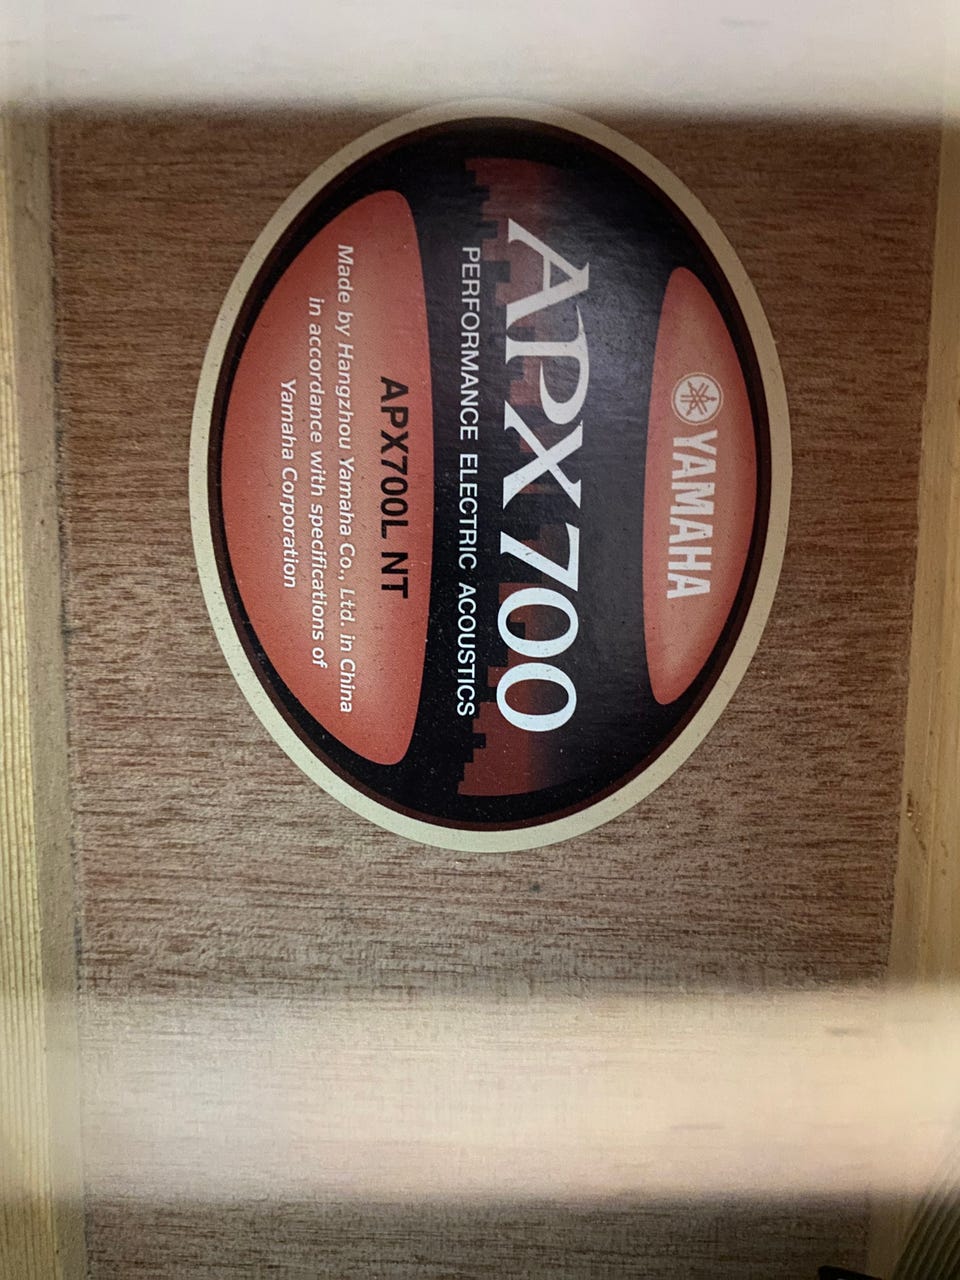 YAMAHA
APX700
PERFORMANCE ELECTRIC ACOUSTICS
APX700L NT
Made by Hangzhou Yamaha Co., Ltd. in China
in accordance with specifications of
Yamaha Corporation